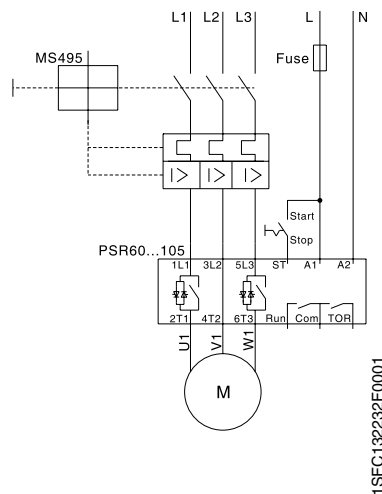 L1 L2 L3 L N
MS495
Fuse
I> I> I>
Start
Stop
PSR60...105
1L1 3L2 5L3 ST A1 A2
2T1 4T2 6T3 Run Com TOR
U1 V1 W1
M
1SFC132232F0001